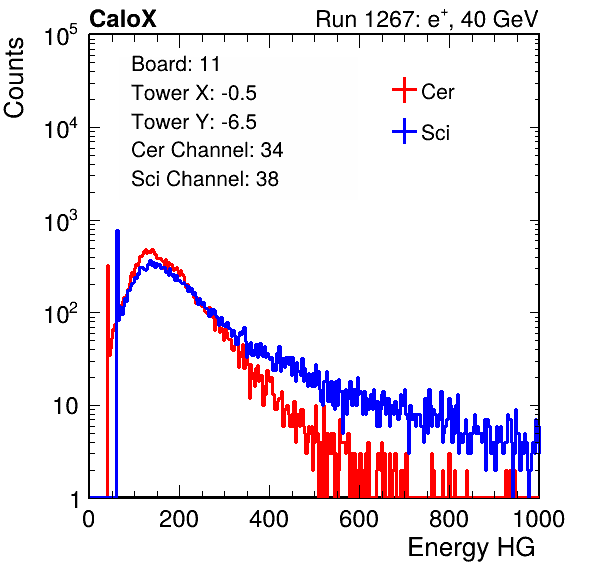 CaloX Run 1267: e⁺, 40 GeV
Counts
10⁵
10⁴
10³
10²
10
1
Board: 11
Tower X: -0.5
Tower Y: -6.5
Cer Channel: 34
Sci Channel: 38
Cer
Sci
0 200 400 600 800 1000
Energy HG